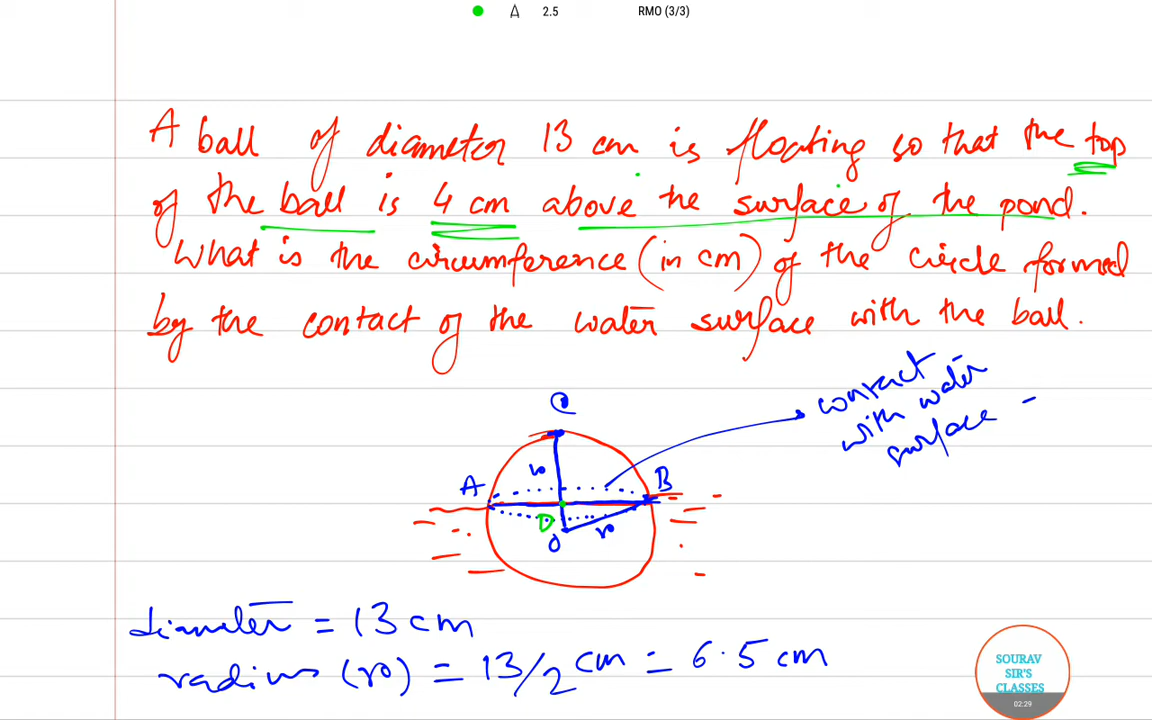 A 2.5 RMO (3/3)
A ball of diameter 13 cm is floating so that the top
of the ball is 4 cm above the surface of the pond.
What is the circumference (in cm) of the circle formed
by the contact of the water surface with the ball.
contact
with water
surface
C
r
A
B
D
O
r
diameter = 13 cm
radius (r) = 13/2 cm = 6.5 cm
SOURAV
SIR'S
CLASSES
02:29